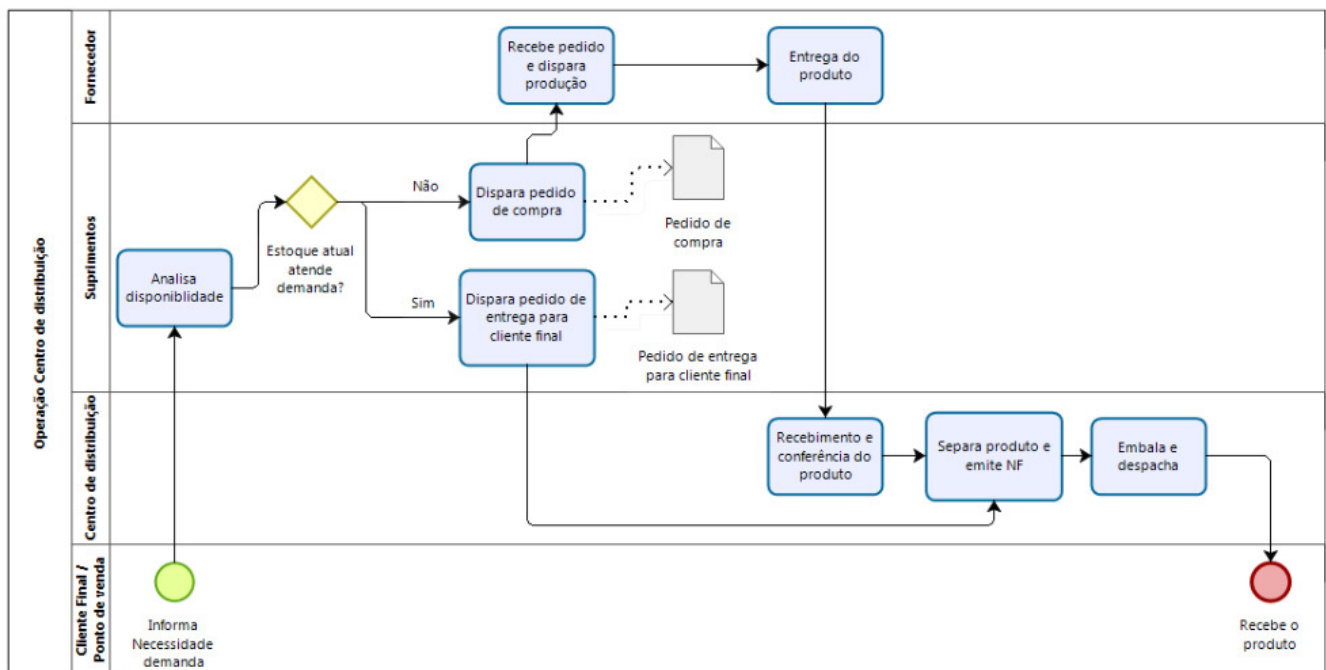 Operação Centro de distribuição
Fornecedor
Recebe pedido
e dispara
produção
Entrega do
produto
Suprimentos
Analisa
disponiblidade
Estoque atual
atende
demanda?
Não
Dispara pedido
de compra
Pedido de
compra
Sim
Dispara pedido de
entrega para
cliente final
Pedido de entrega
para cliente final
Centro de distribuição
Recebimento e
conferência do
produto
Separa produto e
emite NF
Embala e
despacha
Cliente Final /
Ponto de venda
Informa
Necessidade
demanda
Recebe o
produto